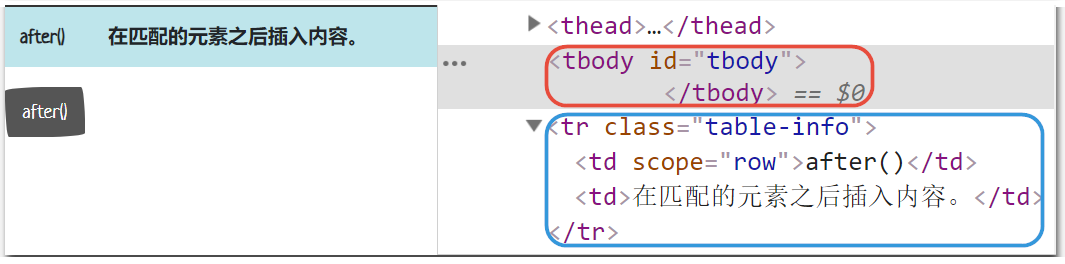 after() 在匹配的元素之后插入内容。
after()
▶<thead>…</thead>
•••<tbody id="tbody">
</tbody> == $0
▼<tr class="table-info">
<td scope="row">after()</td>
<td>在匹配的元素之后插入内容。</td>
</tr>